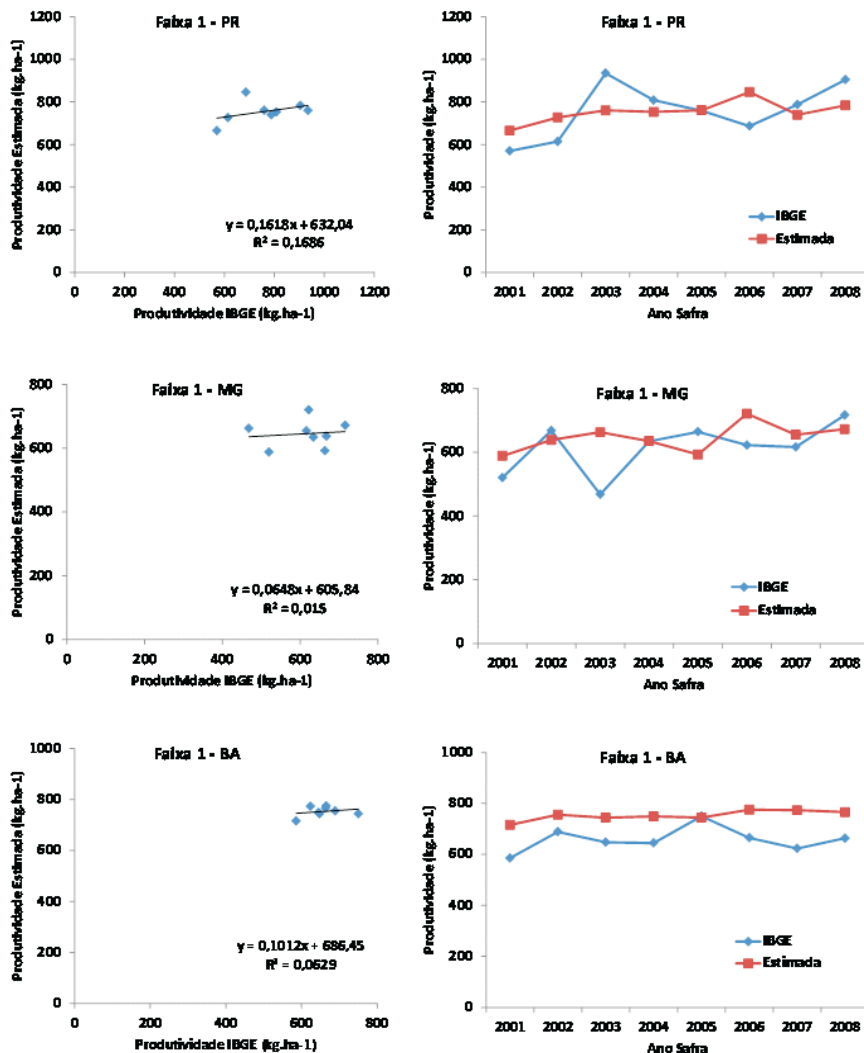 Faixa 1 - PR
Produtividade Estimada (kg.ha-1)
1200
1000
800
600
400
200
0
y = 0,1618x + 632,04
R² = 0,1686
0 200 400 600 800 1000 1200
Produtividade IBGE (kg.ha-1)
Faixa 1 - PR
Produtividade (kg.ha-1)
1200
1000
800
600
400
200
0
IBGE
Estimada
2001 2002 2003 2004 2005 2006 2007 2008
Ano Safra
Faixa 1 - MG
Produtividade Estimada (kg.ha-1)
800
600
400
200
0
y = 0,0648x + 605,84
R² = 0,015
0 200 400 600 800
Produtividade IBGE (kg.ha-1)
Faixa 1 - MG
Produtividade (kg.ha-1)
800
600
400
200
0
IBGE
Estimada
2001 2002 2003 2004 2005 2006 2007 2008
Ano Safra
Faixa 1 - BA
Produtividade Estimada (kg.ha-1)
1000
800
600
400
200
0
y = 0,1012x + 686,45
R² = 0,0629
0 200 400 600 800
Produtividade IBGE (kg.ha-1)
Faixa 1 - BA
Produtividade (kg.ha-1)
1000
800
600
400
200
0
IBGE
Estimada
2001 2002 2003 2004 2005 2006 2007 2008
Ano Safra